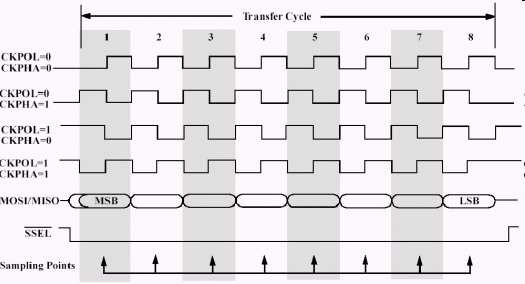 Transfer Cycle
1 2 3 4 5 6 7 8
CKPOL=0
CKPHA=0
CKPOL=0
CKPHA=1
CKPOL=1
CKPHA=0
CKPOL=1
CKPHA=1
MOSI/MISO MSB LSB
SSEL
Sampling Points